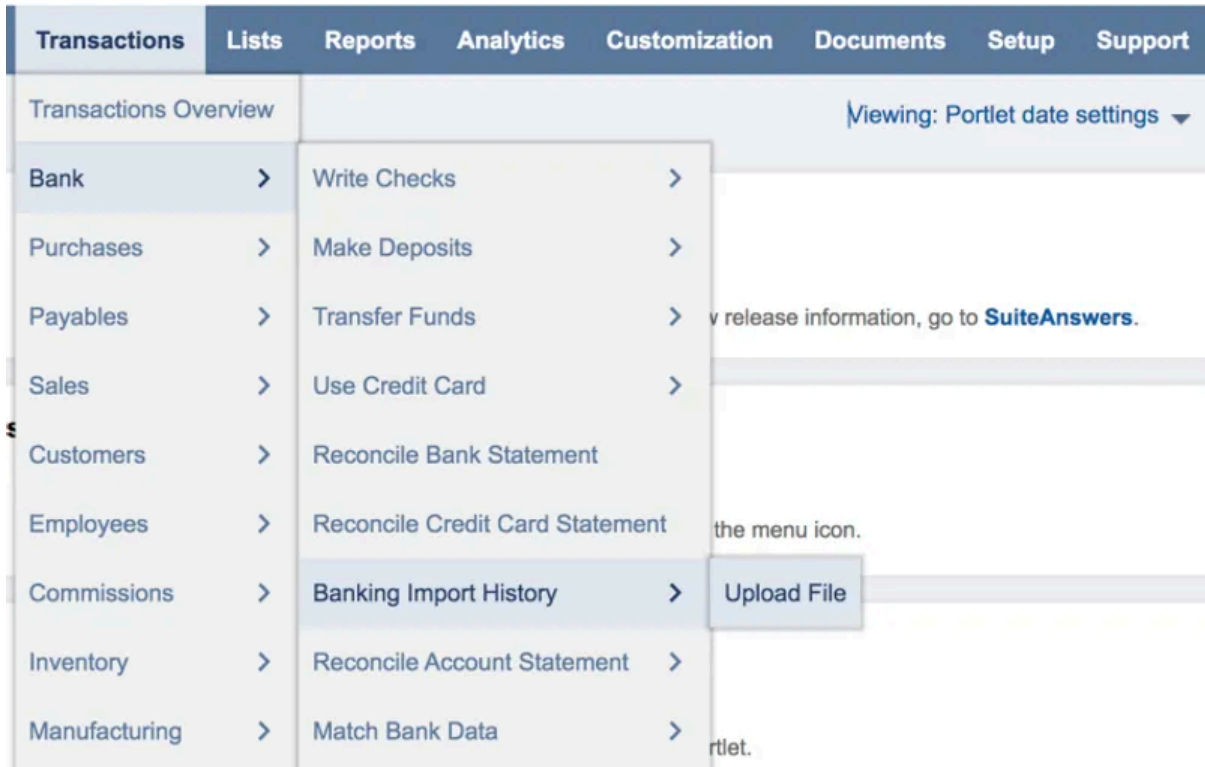 Transactions Lists Reports Analytics Customization Documents Setup Support
Transactions Overview
Viewing: Portlet date settings
Bank
Write Checks
Purchases
Make Deposits
Payables
Transfer Funds
release information, go to SuiteAnswers.
Sales
Use Credit Card
s
Customers
Reconcile Bank Statement
Employees
Reconcile Credit Card Statement
the menu icon.
Commissions
Banking Import History
Upload File
Inventory
Reconcile Account Statement
Manufacturing
Match Bank Data
rtlet.